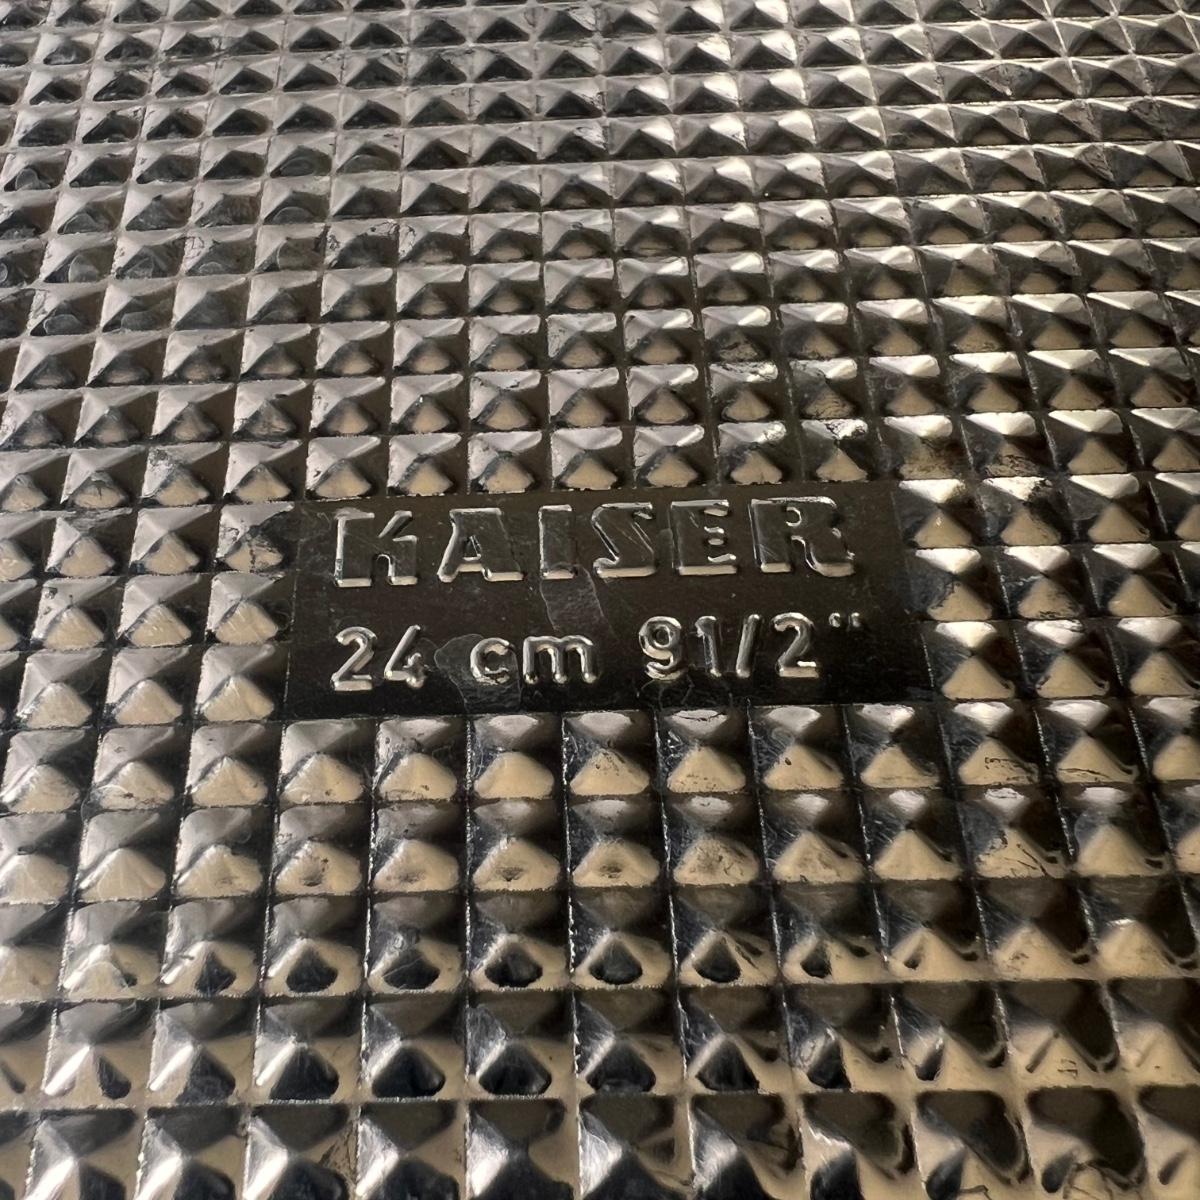 KAISER
24 cm 91/2"